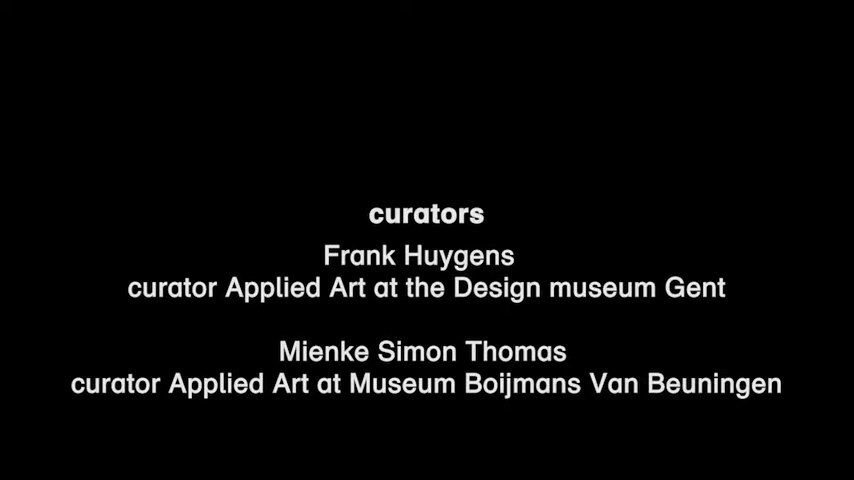 curators
Frank Huygens
curator Applied Art at the Design museum Gent
Mienke Simon Thomas
curator Applied Art at Museum Boijmans Van Beuningen